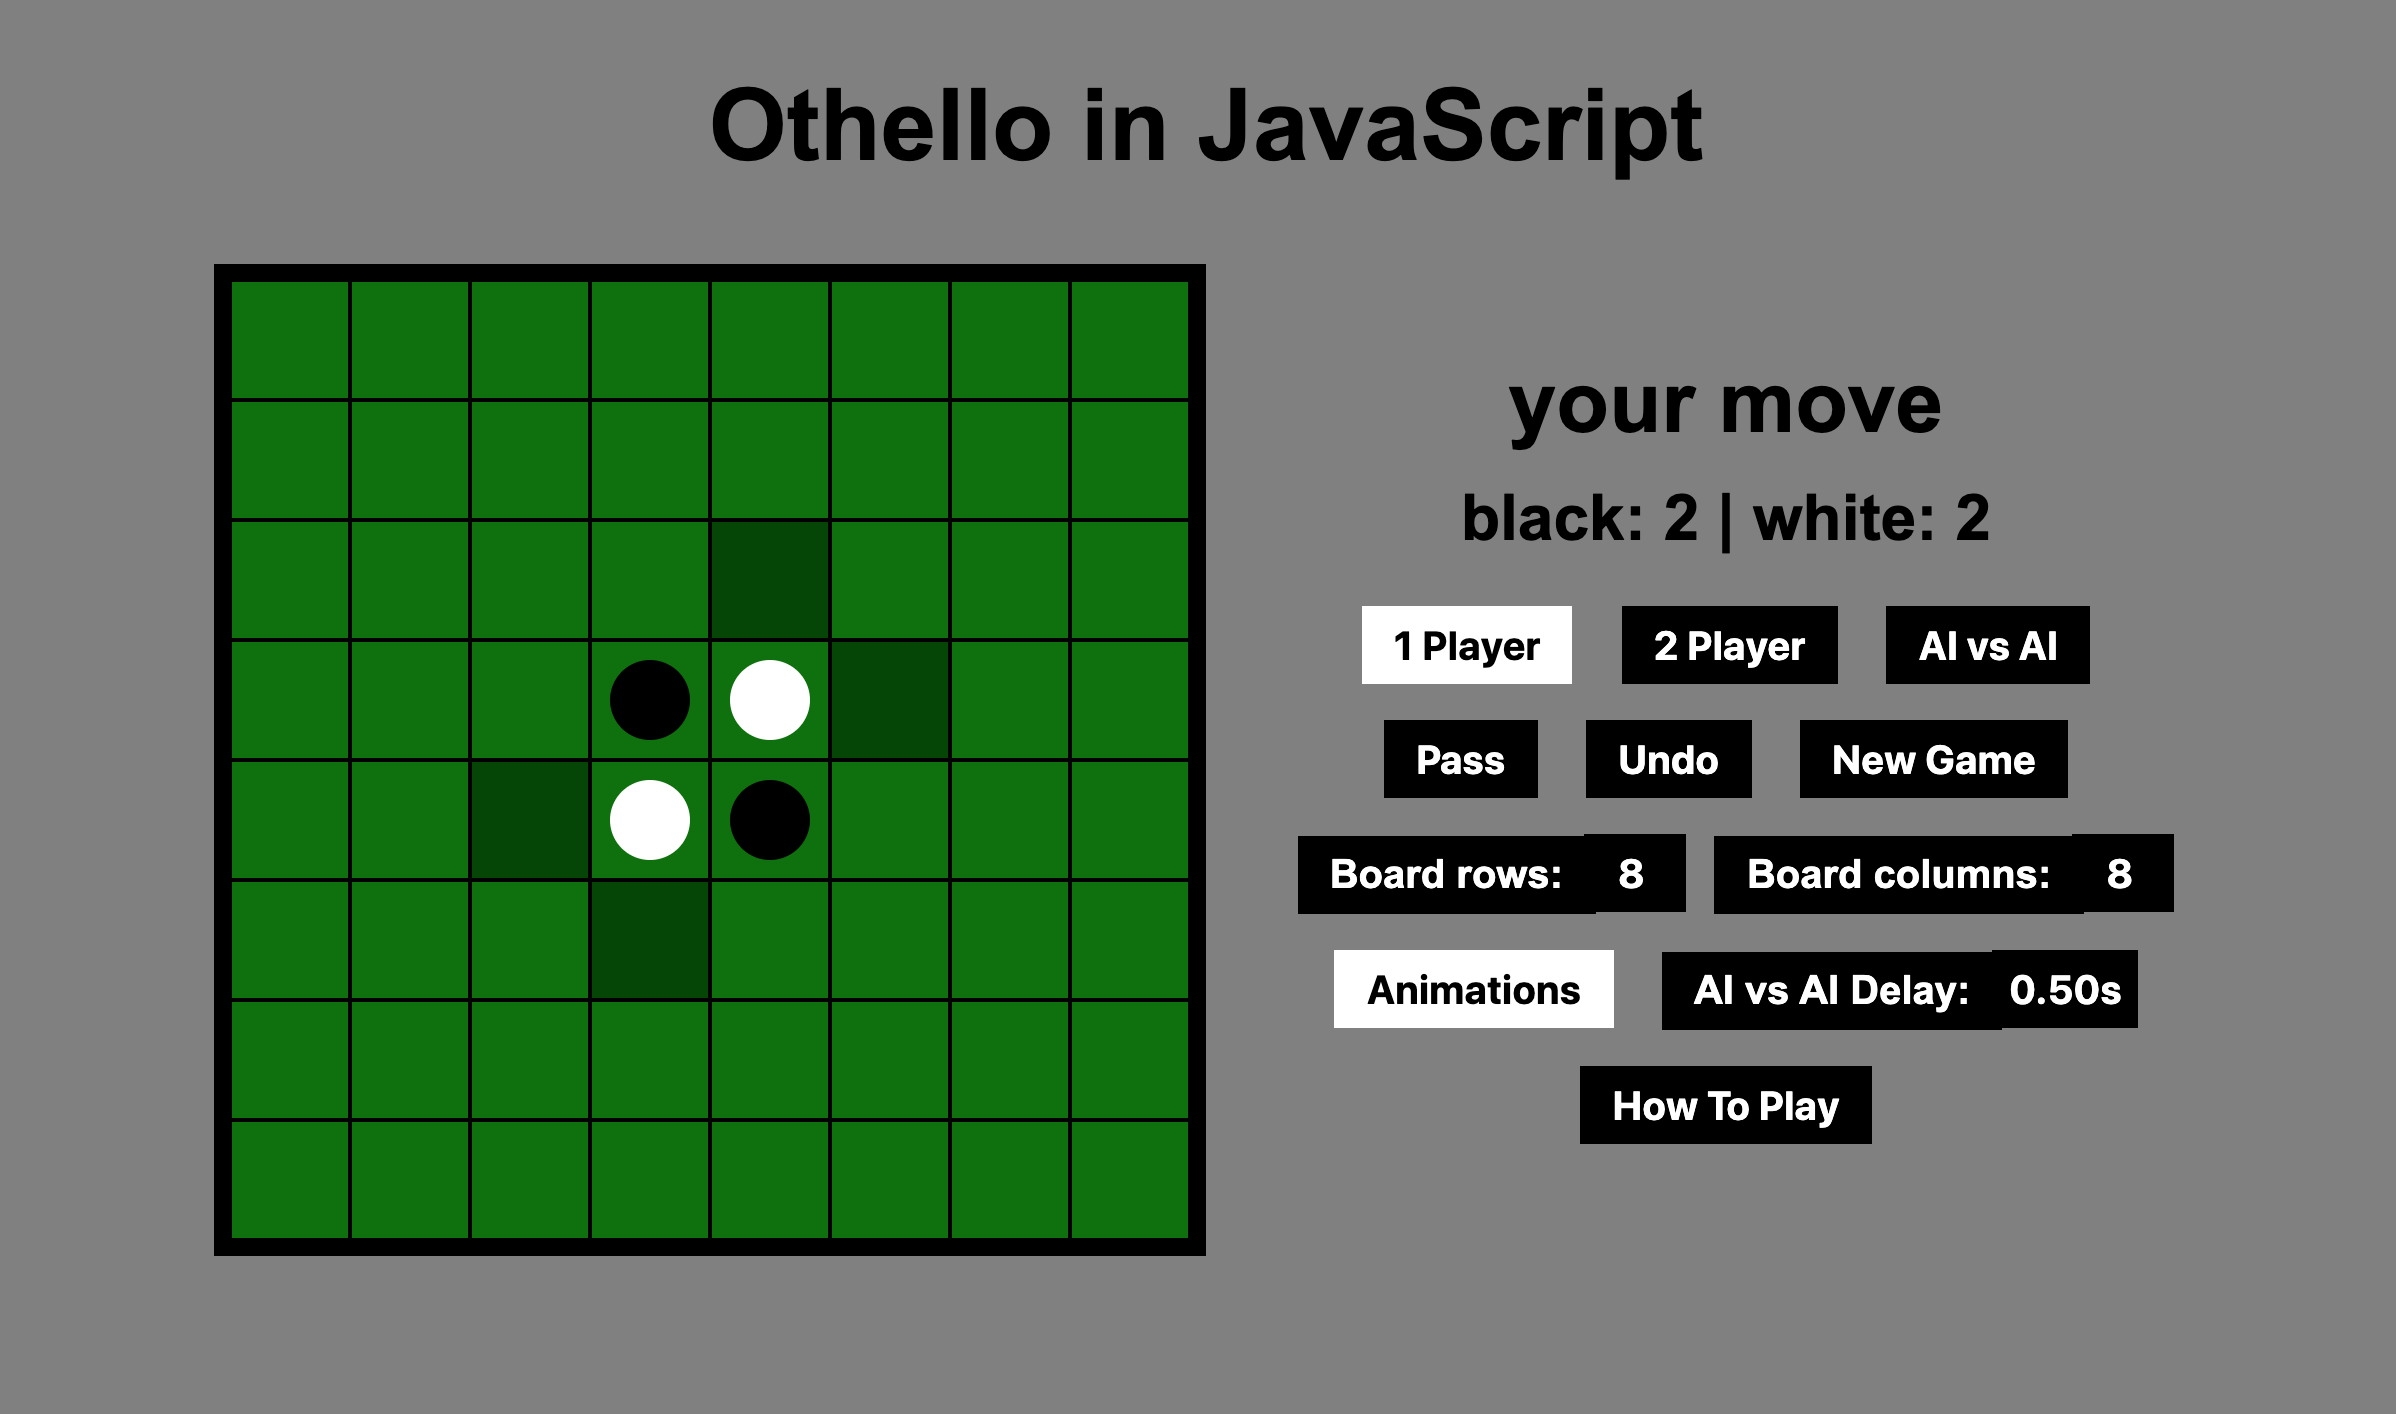 Othello in JavaScript
your move
black: 2 | white: 2
1 Player 2 Player AI vs AI
Pass Undo New Game
Board rows: 8 Board columns: 8
Animations AI vs AI Delay: 0.50s
How To Play